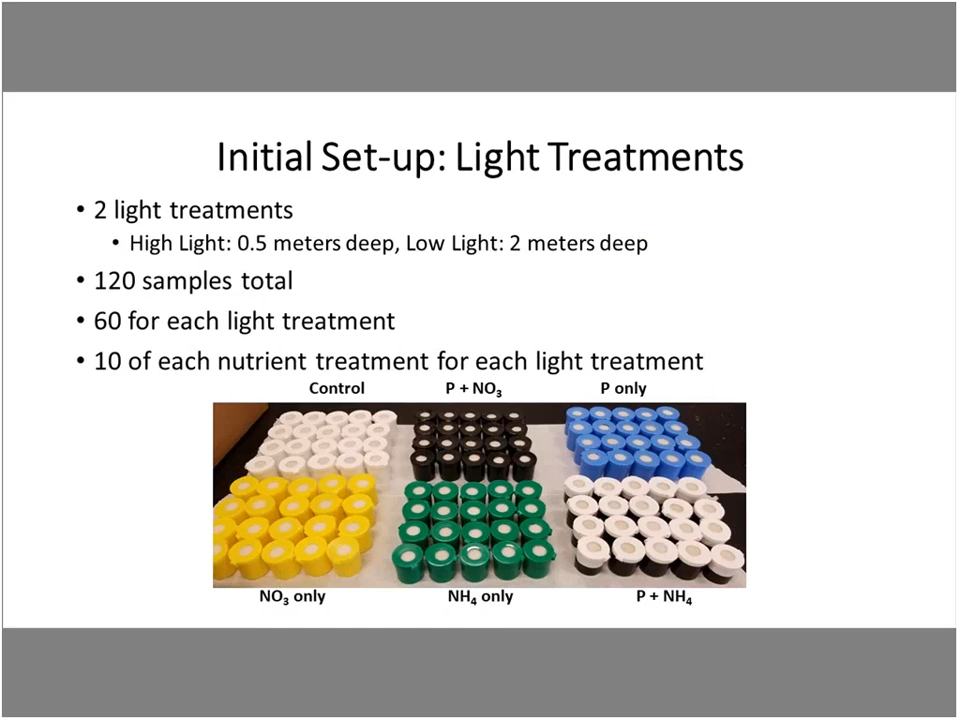 Initial Set-up: Light Treatments
• 2 light treatments
• High Light: 0.5 meters deep, Low Light: 2 meters deep
• 120 samples total
• 60 for each light treatment
• 10 of each nutrient treatment for each light treatment
Control P + NO₃ P only
NO₃ only NH₄ only P + NH₄